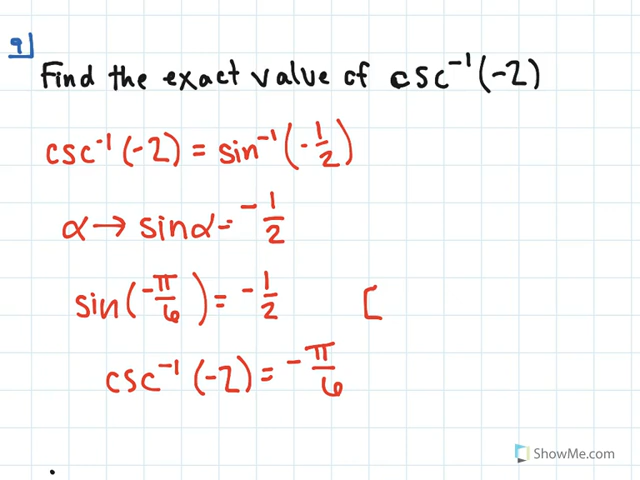 9
Find the exact value of csc⁻¹(-2)
csc⁻¹(-2) = sin⁻¹(-1/2)
α → sinα = -1/2
sin(-π/6) = -1/2 [
csc⁻¹(-2) = -π/6
ShowMe.com